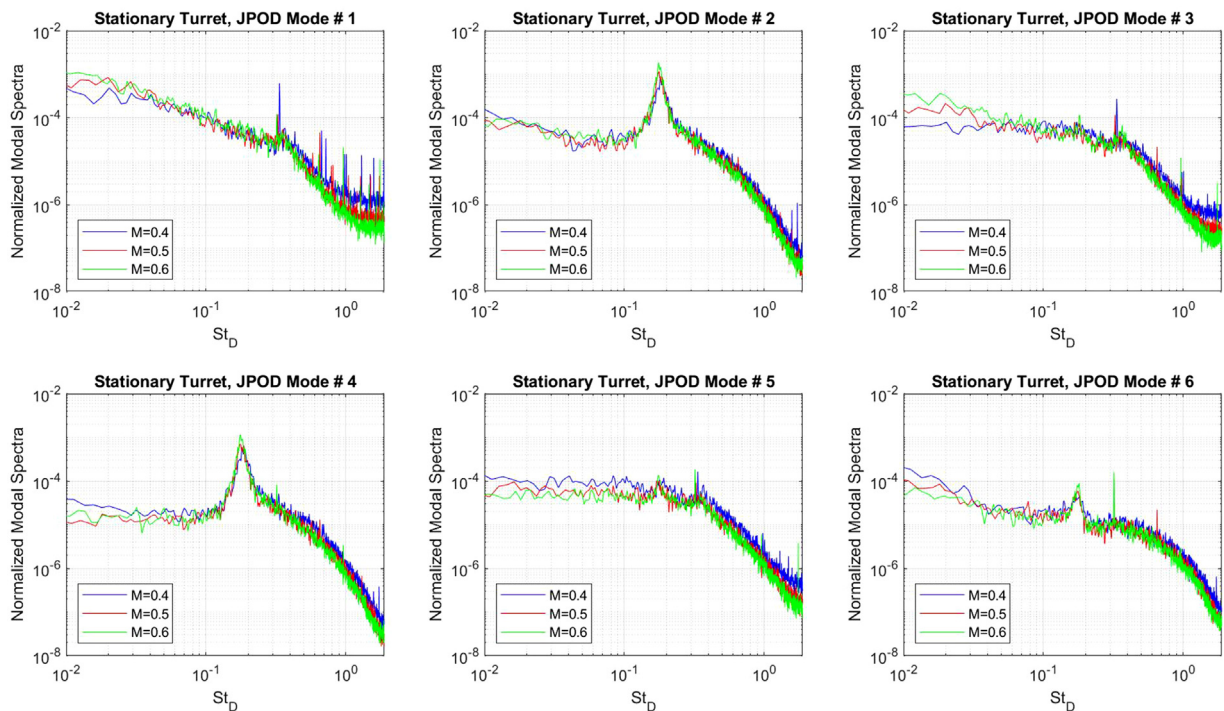 Stationary Turret, JPOD Mode # 1
10^-2
10^-4
10^-6
10^-8
Normalized Modal Spectra
M=0.4
M=0.5
M=0.6
10^-2
10^-1
10^0
St_D
Stationary Turret, JPOD Mode # 2
10^-2
10^-4
10^-6
10^-8
Normalized Modal Spectra
M=0.4
M=0.5
M=0.6
10^-2
10^-1
10^0
St_D
Stationary Turret, JPOD Mode # 3
10^-2
10^-4
10^-6
10^-8
Normalized Modal Spectra
M=0.4
M=0.5
M=0.6
10^-2
10^-1
10^0
St_D
Stationary Turret, JPOD Mode # 4
10^-2
10^-4
10^-6
10^-8
Normalized Modal Spectra
M=0.4
M=0.5
M=0.6
10^-2
10^-1
10^0
St_D
Stationary Turret, JPOD Mode # 5
10^-2
10^-4
10^-6
10^-8
Normalized Modal Spectra
M=0.4
M=0.5
M=0.6
10^-2
10^-1
10^0
St_D
Stationary Turret, JPOD Mode # 6
10^-2
10^-4
10^-6
10^-8
Normalized Modal Spectra
M=0.4
M=0.5
M=0.6
10^-2
10^-1
10^0
St_D